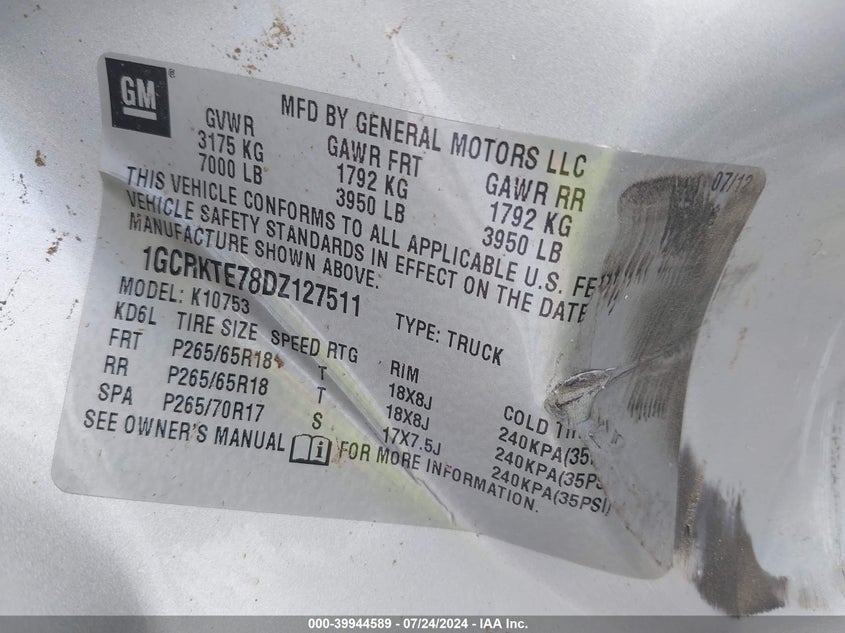 GM®
MFD BY GENERAL MOTORS LLC
07/12
GVWR GAWR FRT GAWR RR
3175 KG 1792 KG 1792 KG
7000 LB 3950 LB 3950 LB
THIS VEHICLE CONFORMS TO ALL APPLICABLE U.S. FE
VEHICLE SAFETY STANDARDS IN EFFECT ON THE DATE
MANUFACTURE SHOWN ABOVE.
1GCRKTE78DZ127511 TYPE: TRUCK
MODEL: K10753
KD6L TIRE SIZE SPEED RTG RIM COLD
FRT P265/65R18 T 18X8J 240KPA(35
RR P265/65R18 T 18X8J 240KPA(35PS
SPA P265/70R17 S 17X7.5J 240KPA(35PSI)
SEE OWNER'S MANUAL FOR MORE INFORMATION.
000-39944589 - 07/24/2024 - IAA Inc.